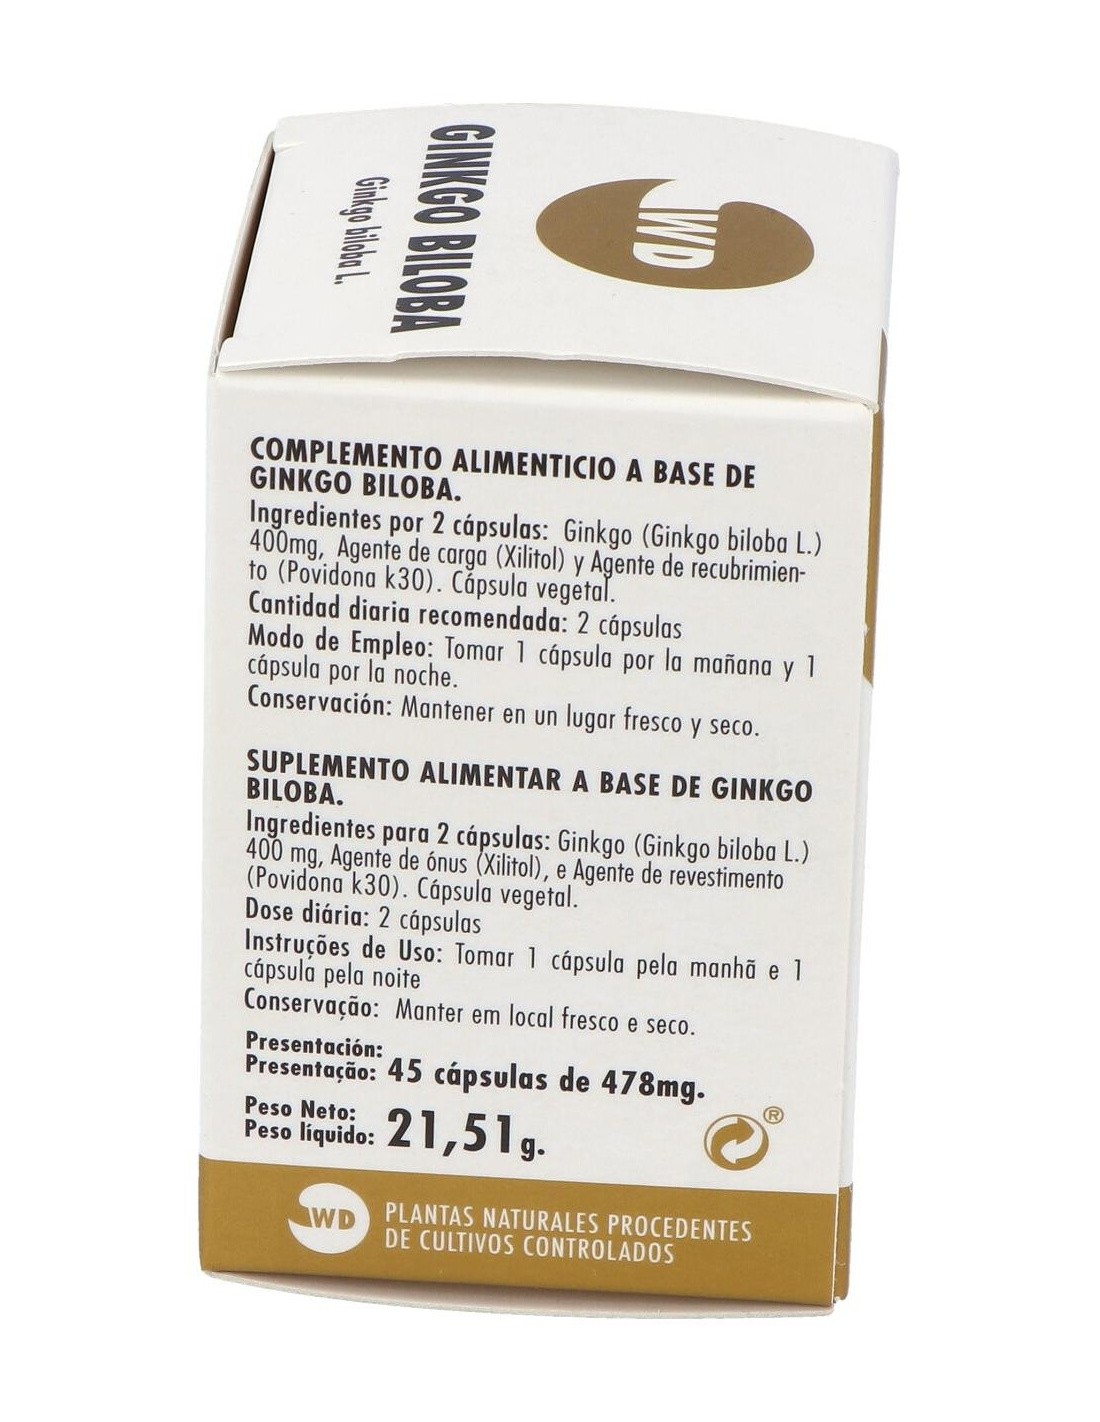 GINKGO BILOBA
Ginkgo biloba L.
WD
COMPLEMENTO ALIMENTICIO A BASE DE
GINKGO BILOBA.
Ingredientes por 2 cápsulas: Ginkgo (Ginkgo biloba L.)
400mg, Agente de carga (Xilitol) y Agente de recubrimien-
to (Povidona k30). Cápsula vegetal.
Cantidad diaria recomendada: 2 cápsulas
Modo de Empleo: Tomar 1 cápsula por la mañana y 1
cápsula por la noche.
Conservación: Mantener en un lugar fresco y seco.
SUPLEMENTO ALIMENTAR A BASE DE GINKGO
BILOBA.
Ingredientes para 2 cápsulas: Ginkgo (Ginkgo biloba L.)
400 mg, Agente de ónus (Xilitol), e Agente de revestimento
(Povidona k30). Cápsula vegetal.
Dose diária: 2 cápsulas
Instruções de Uso: Tomar 1 cápsula pela manhã e 1
cápsula pela noite
Conservação: Manter em local fresco e seco.
Presentación:
Presentação: 45 cápsulas de 478mg.
Peso Neto:
Peso líquido: 21,51g.
®
WD
PLANTAS NATURALES PROCEDENTES
DE CULTIVOS CONTROLADOS